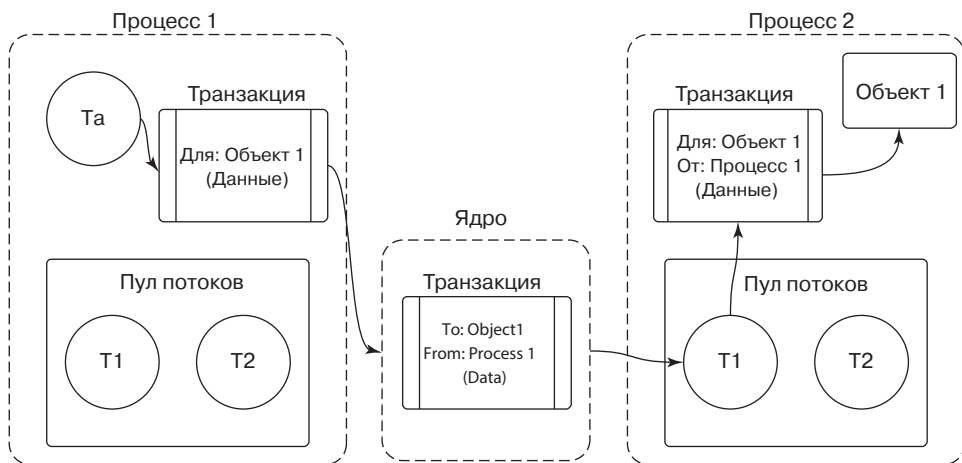 Процесс 1
Ta
Транзакция
Для: Объект 1
(Данные)
Пул потоков
T1
T2
Ядро
Транзакция
To: Object1
From: Process 1
(Data)
Процесс 2
Транзакция
Для: Объект 1
От: Процесс 1
(Данные)
Объект 1
Пул потоков
T1
T2